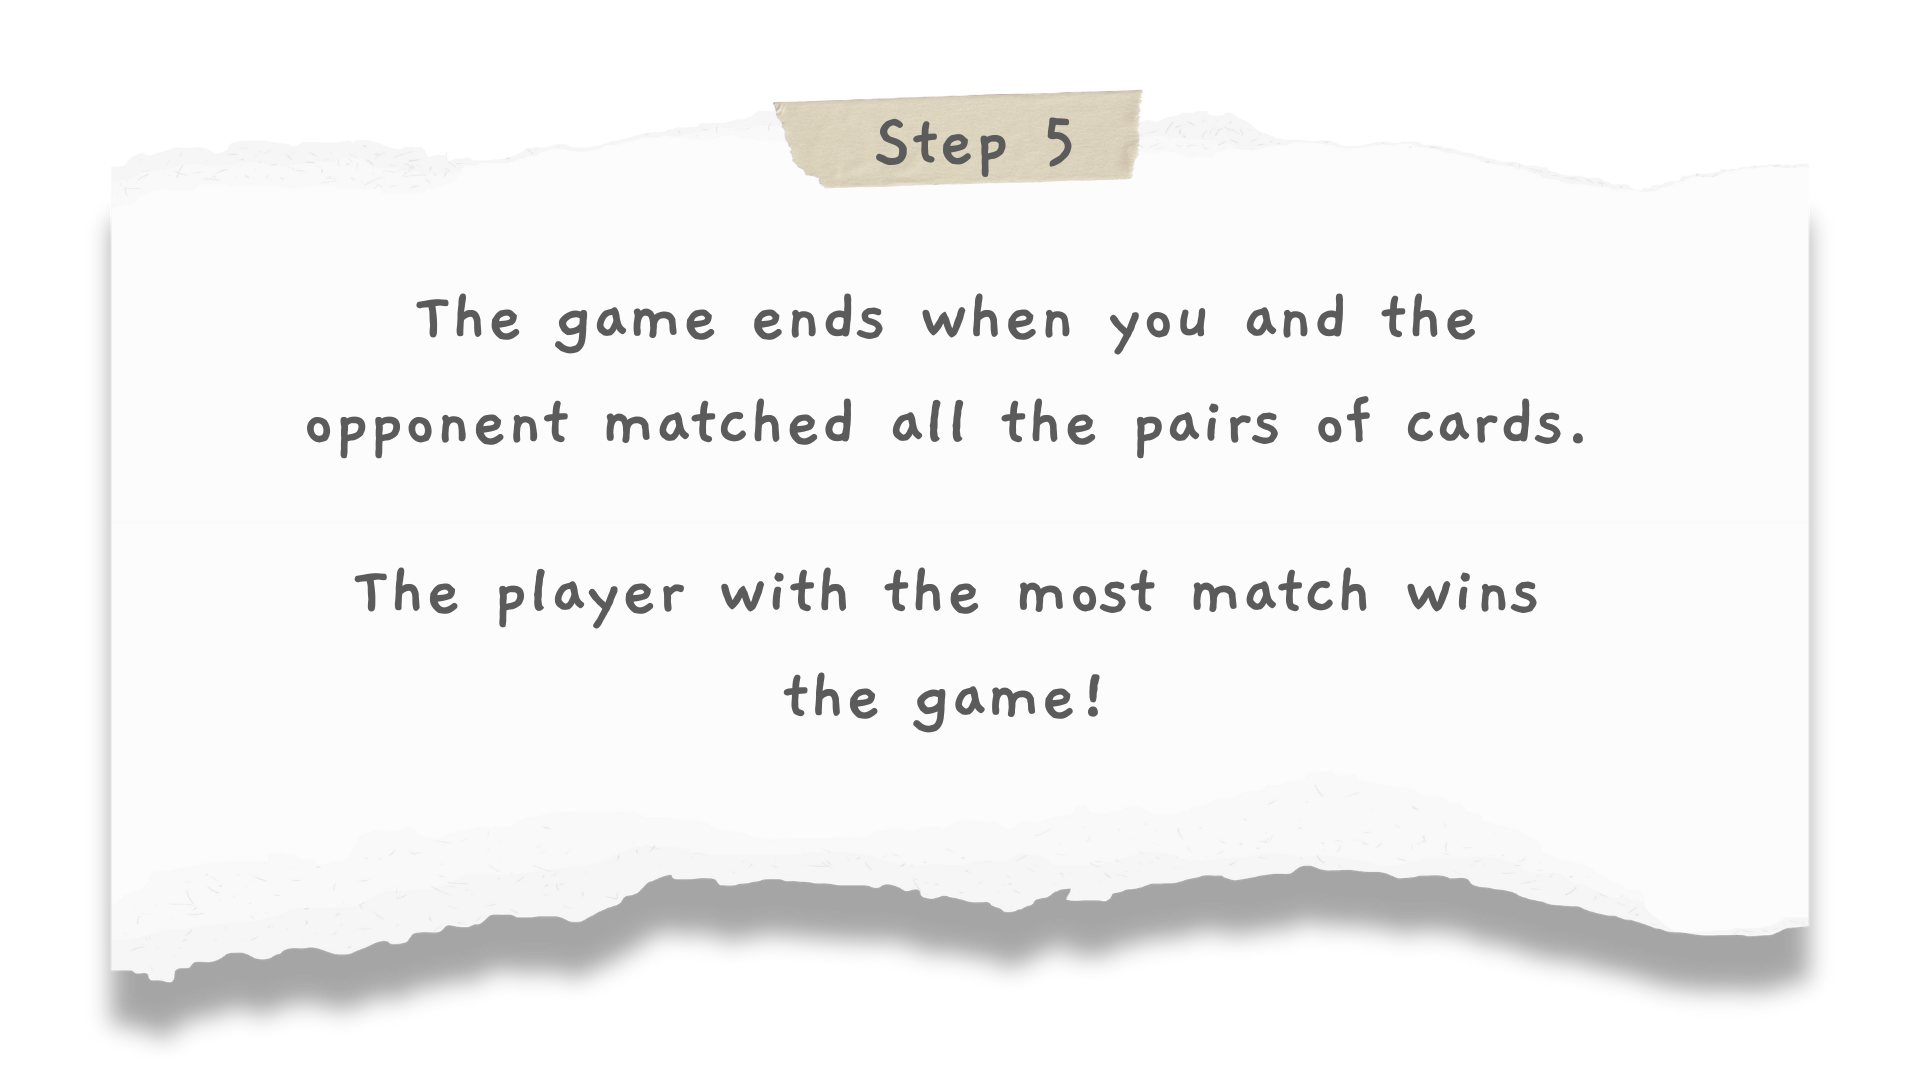 Step 5
The game ends when you and the
opponent matched all the pairs of cards.
The player with the most match wins
the game!